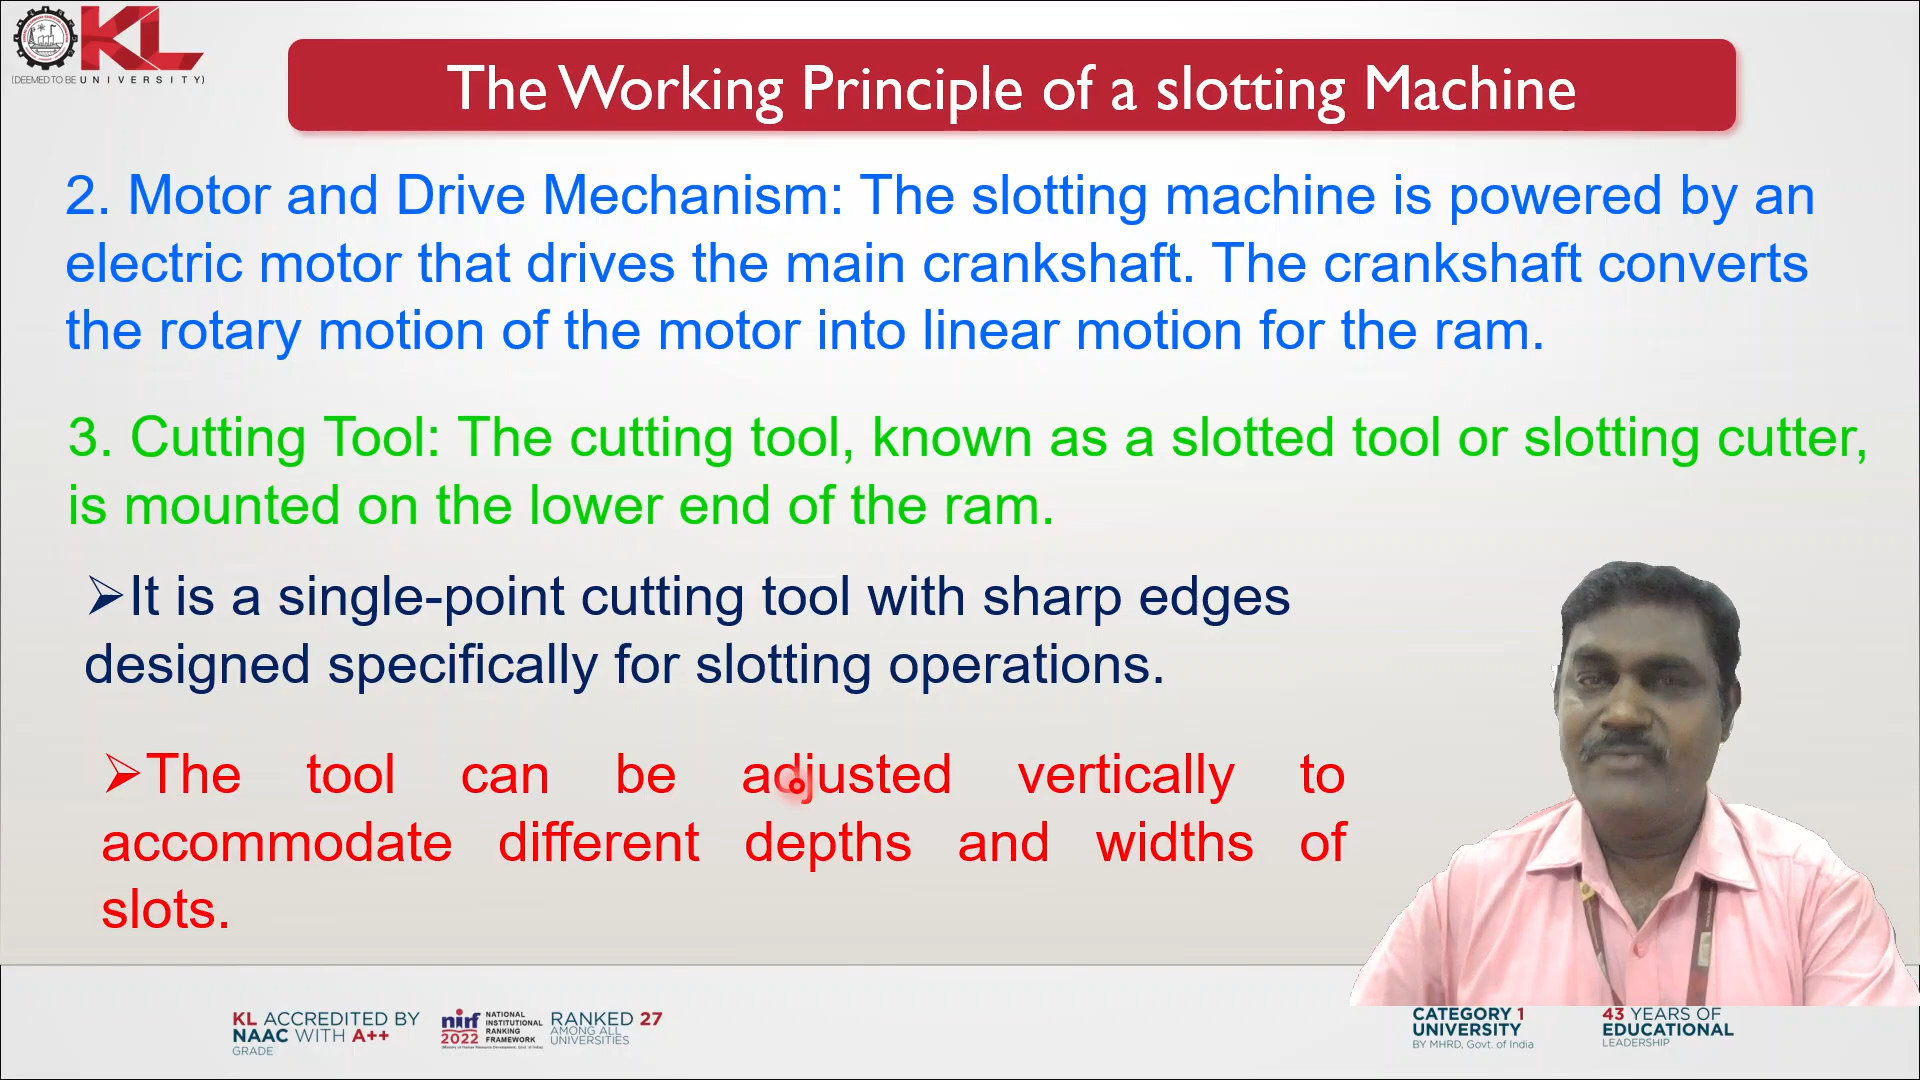 KL
(DEEMED TO BE UNIVERSITY)
The Working Principle of a slotting Machine
2. Motor and Drive Mechanism: The slotting machine is powered by an
electric motor that drives the main crankshaft. The crankshaft converts
the rotary motion of the motor into linear motion for the ram.
3. Cutting Tool: The cutting tool, known as a slotted tool or slotting cutter,
is mounted on the lower end of the ram.
➢It is a single-point cutting tool with sharp edges
designed specifically for slotting operations.
➢The tool can be adjusted vertically to
accommodate different depths and widths of
slots.
KL ACCREDITED BY
NAAC WITH A++
GRADE
nirf
2022
NATIONAL
INSTITUTIONAL
RANKING
FRAMEWORK
RANKED 27
AMONG ALL
UNIVERSITIES
CATEGORY 1
UNIVERSITY
BY MHRD, Govt. of India
43 YEARS OF
EDUCATIONAL
LEADERSHIP